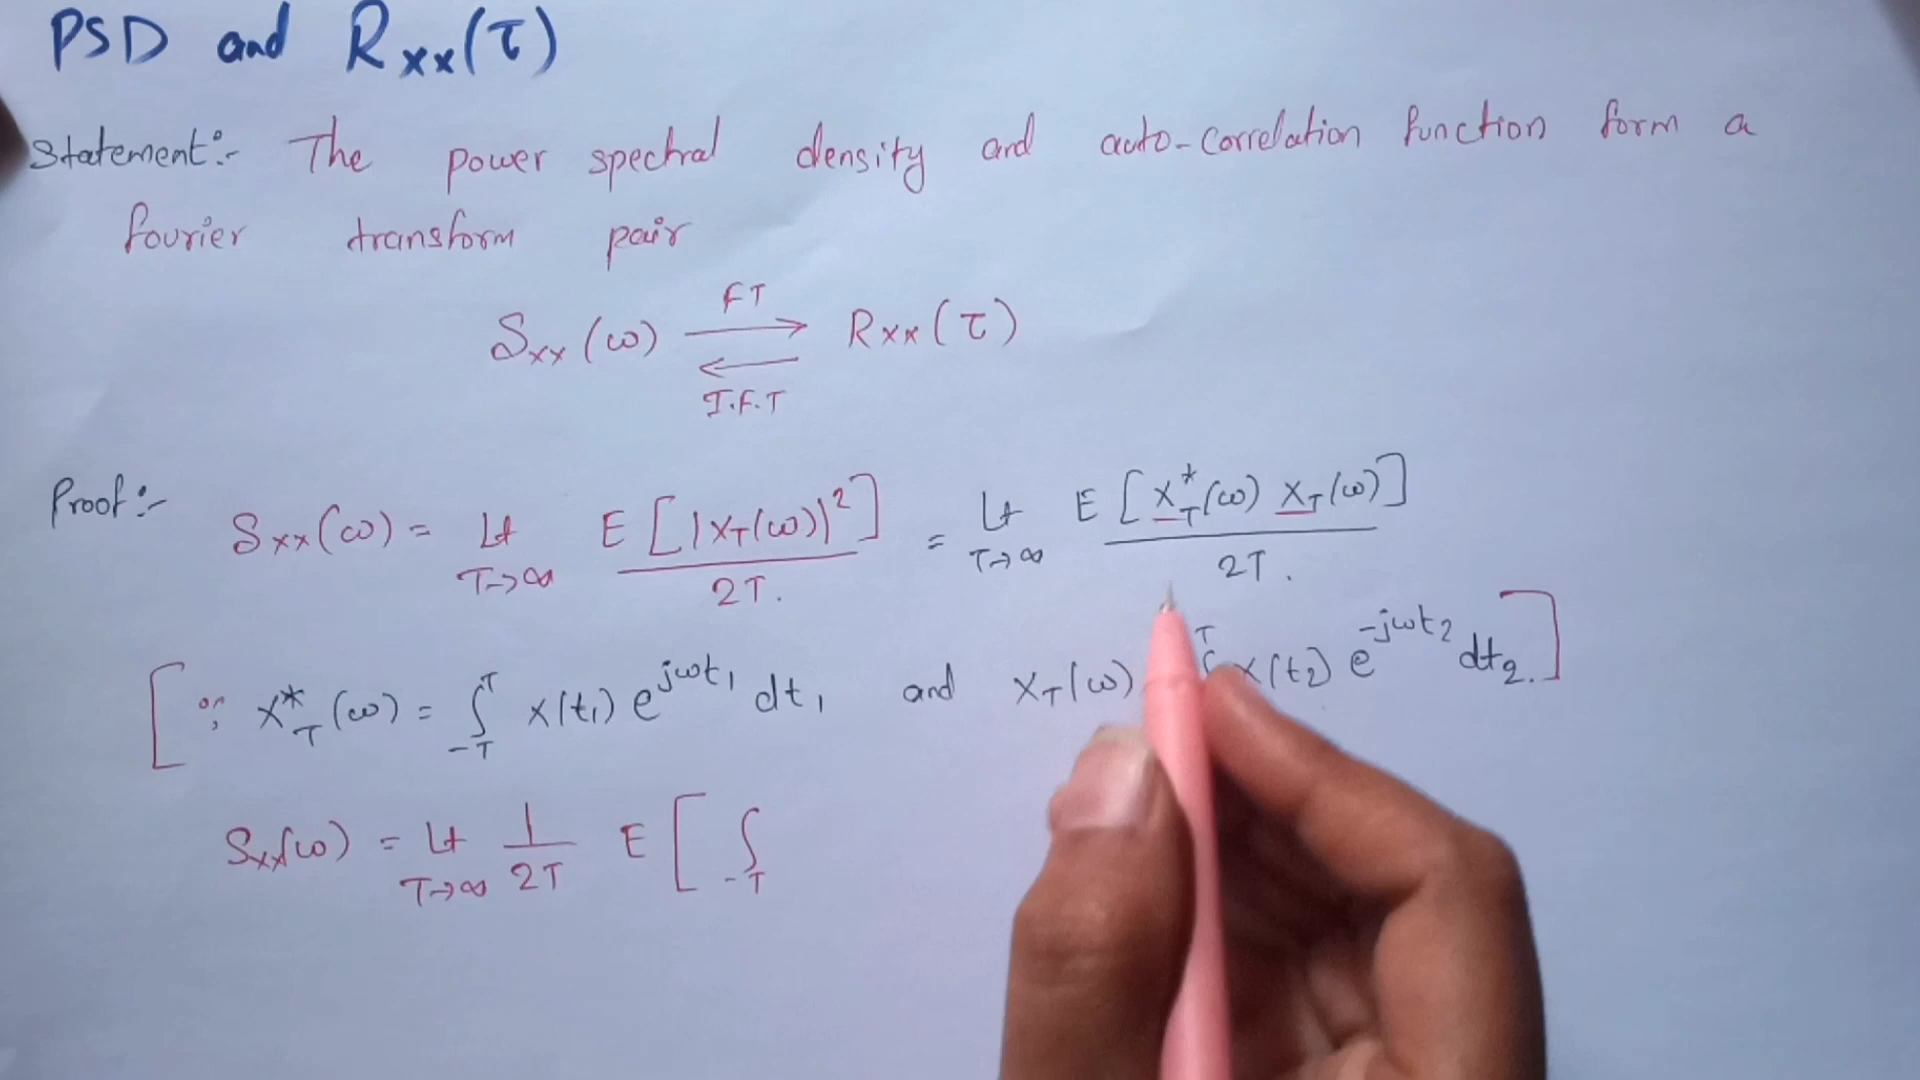 PSD and Rxx(τ)
Statement:- The power spectral density and auto-correlation function form a
fourier transform pair
FT
Sxx(ω) ⟶ Rxx(τ)
⟵
I.F.T
Proof:- Sxx(ω) = Lt T→∞ E[|XT(ω)|²] / 2T. = Lt T→∞ E[X*T(ω) XT(ω)] / 2T.
[∵ X*T(ω) = ∫_-T^T x(t1) e^jωt1 dt1 and XT(ω) ∫^T x(t2) e^-jωt2 dt2.]
Sxx(ω) = Lt T→∞ 1/2T E[∫_-T